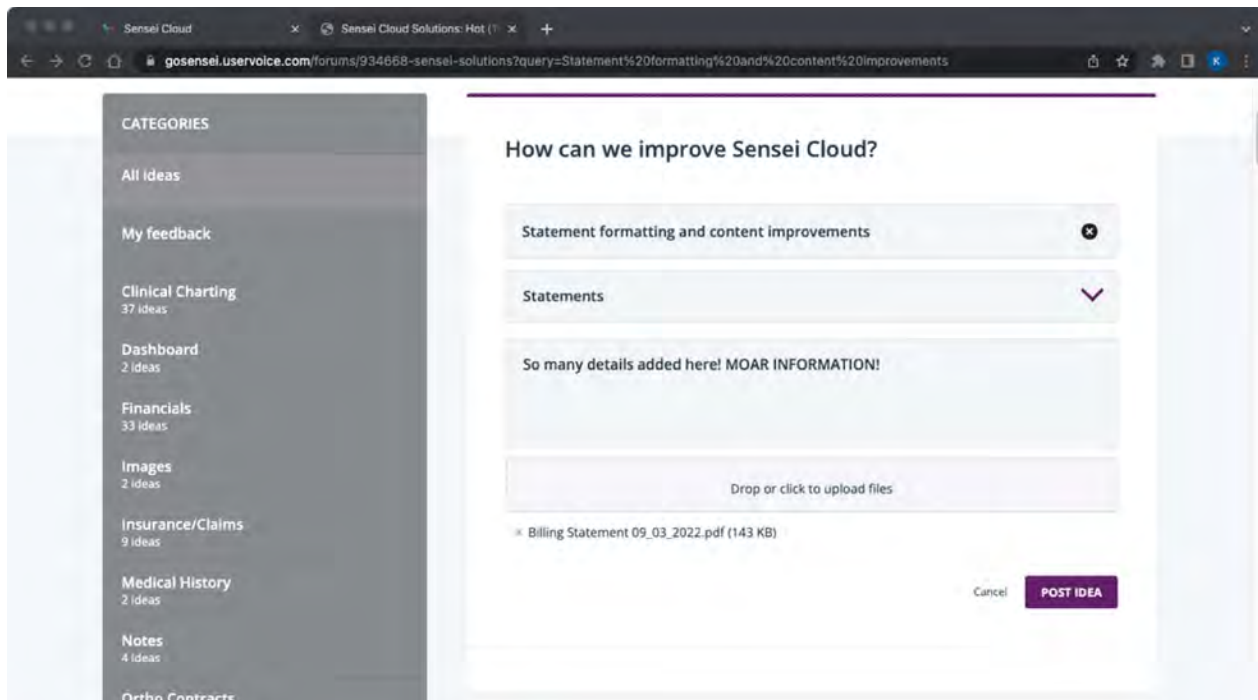 Sensei Cloud
Sensei Cloud Solutions: Hot (
gosensei.uservoice.com/forums/934668-sensei-solutions?query=Statement%20formatting%20and%20content%20improvements
K
CATEGORIES
All ideas
My feedback
Clinical Charting
37 ideas
Dashboard
2 ideas
Financials
33 ideas
Images
2 ideas
Insurance/Claims
9 ideas
Medical History
2 ideas
Notes
4 ideas
Ortho Contracts
How can we improve Sensei Cloud?
Statement formatting and content improvements
Statements
So many details added here! MOAR INFORMATION!
Drop or click to upload files
× Billing Statement 09_03_2022.pdf (143 KB)
Cancel
POST IDEA